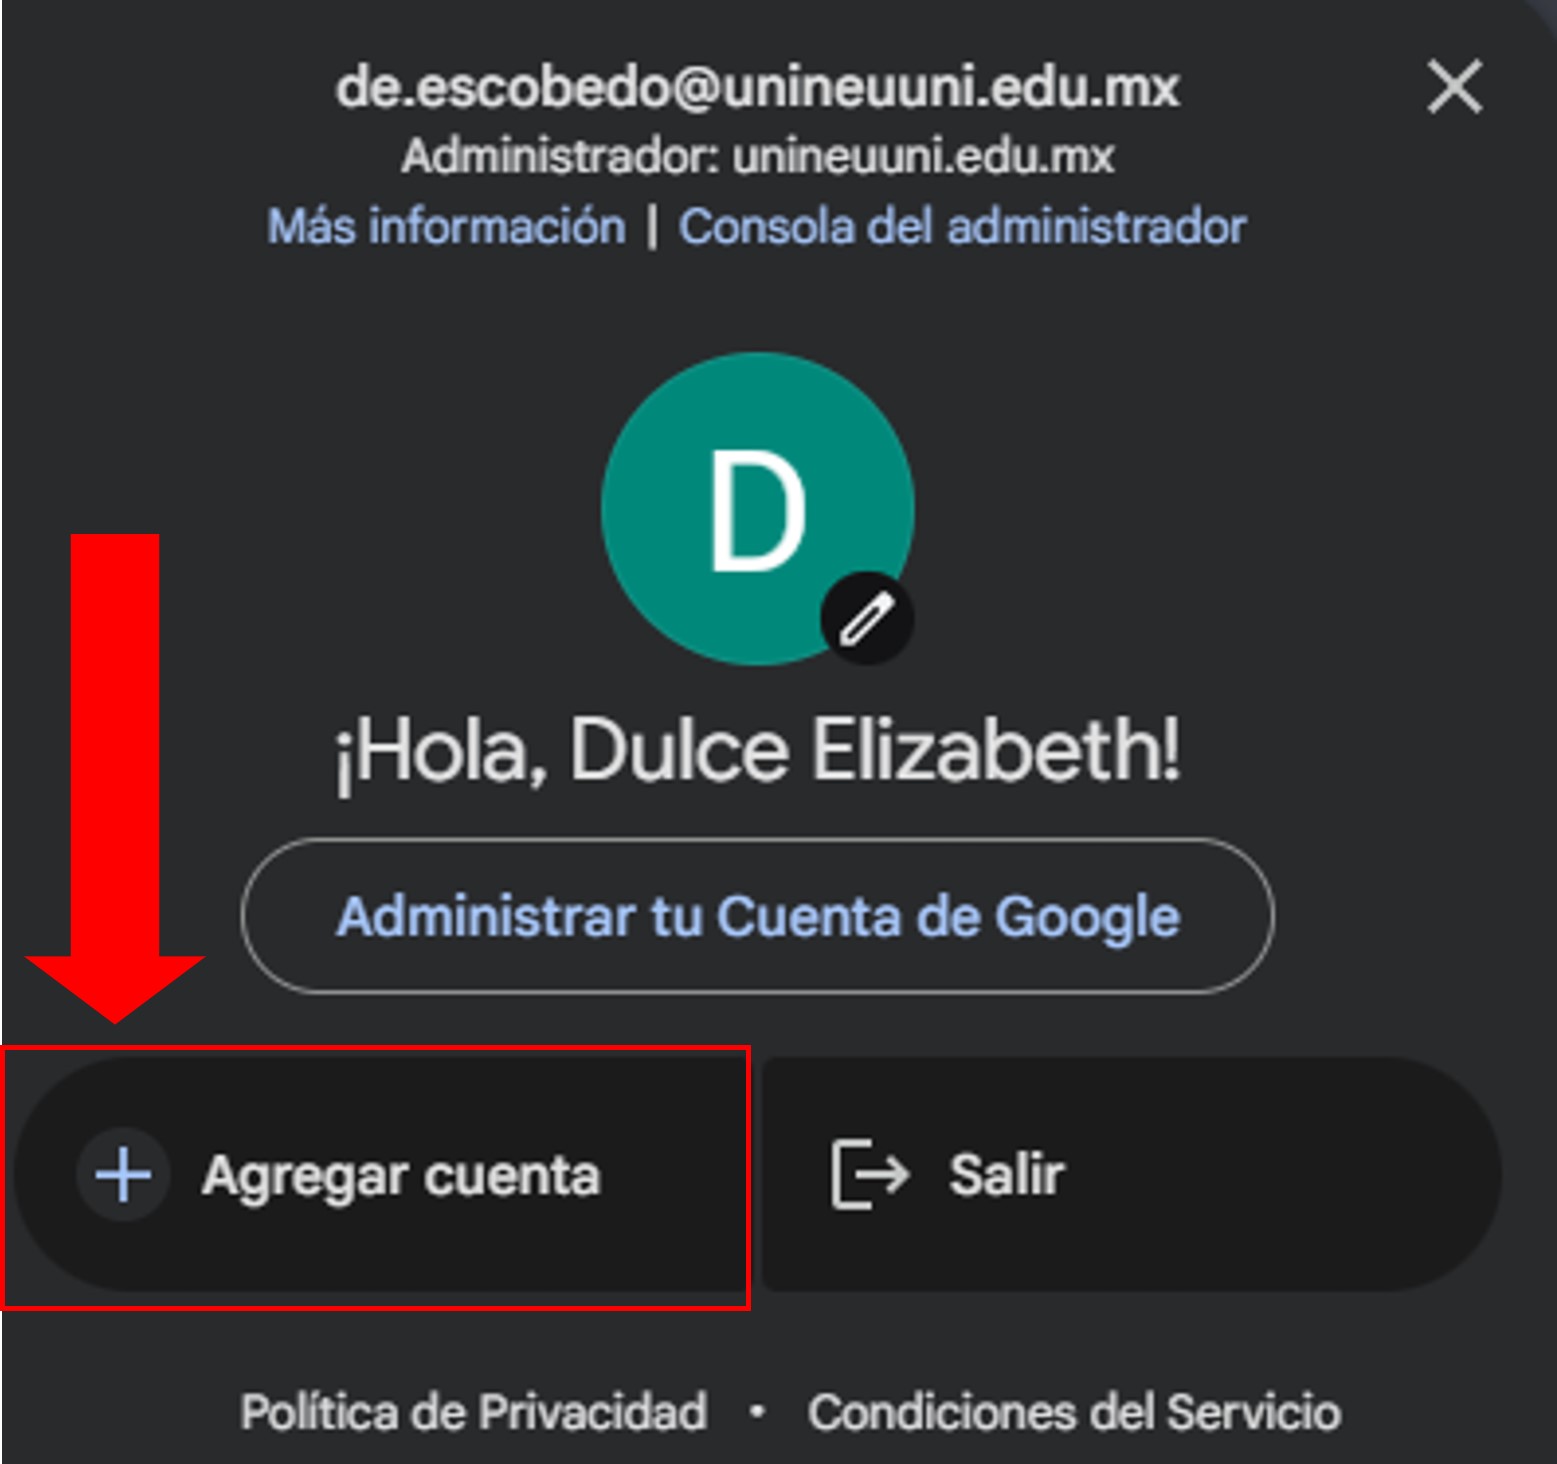 de.escobedo@unineuuni.edu.mx
Administrador: unineuuni.edu.mx
Más información | Consola del administrador
D
¡Hola, Dulce Elizabeth!
Administrar tu Cuenta de Google
Agregar cuenta
Salir
Política de Privacidad • Condiciones del Servicio